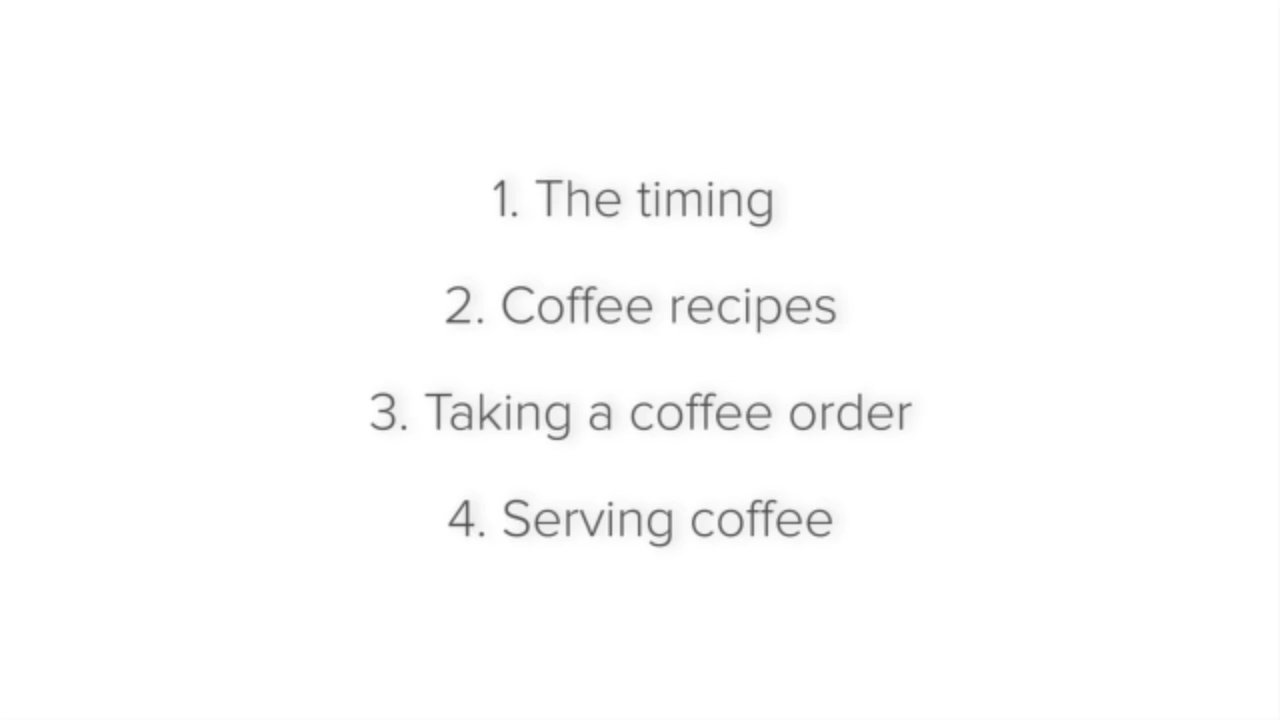 1. The timing
2. Coffee recipes
3. Taking a coffee order
4. Serving coffee